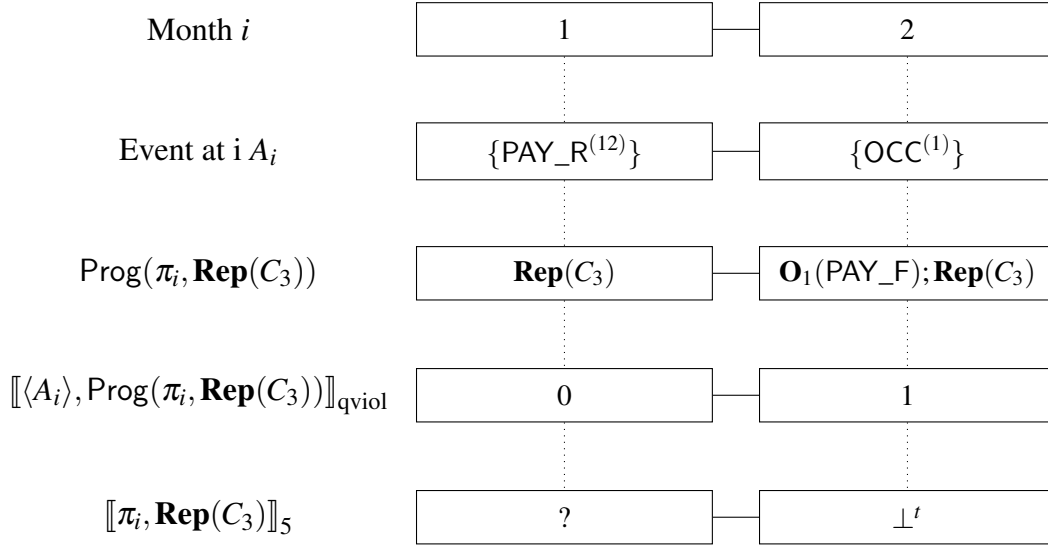 Month i 1 2
Event at i A_i {PAY_R^(12)} {OCC^(1)}
Prog(π_i, Rep(C_3)) Rep(C_3) O_1(PAY_F);Rep(C_3)
⟦⟨A_i⟩, Prog(π_i, Rep(C_3))⟧_qviol 0 1
⟦π_i, Rep(C_3)⟧_5 ? ⊥^t